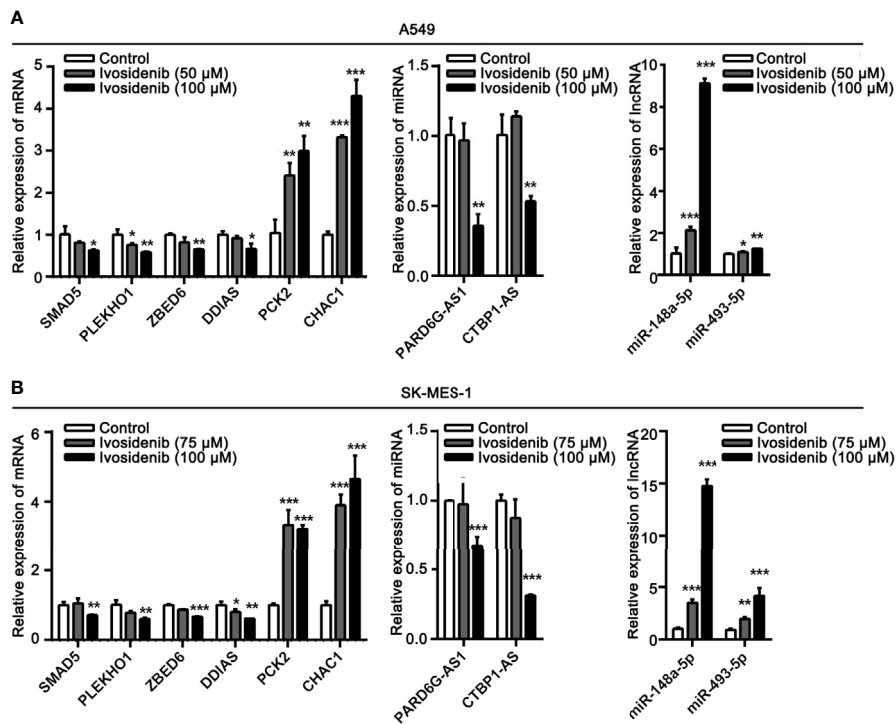 A
A549
Control
Ivosidenib (50 µM)
Ivosidenib (100 µM)
Relative expression of mRNA
5
4
3
2
1
0
* * ** ** * ** ** *** ***
SMAD5
PLEKHO1
ZBED6
DDIAS
PCK2
CHAC1
Control
Ivosidenib (50 µM)
Ivosidenib (100 µM)
Relative expression of miRNA
1.5
1.0
0.5
0.0
** **
PARD6G-AS1
CTBP1-AS
Control
Ivosidenib (50 µM)
Ivosidenib (100 µM)
Relative expression of lncRNA
10
8
6
4
2
0
*** *** * **
miR-148a-5p
miR-493-5p
B
SK-MES-1
Control
Ivosidenib (75 µM)
Ivosidenib (100 µM)
Relative expression of mRNA
6
4
2
0
** ** *** * ** *** *** *** ***
SMAD5
PLEKHO1
ZBED6
DDIAS
PCK2
CHAC1
Control
Ivosidenib (75 µM)
Ivosidenib (100 µM)
Relative expression of miRNA
1.5
1.0
0.5
0.0
*** ***
PARD6G-AS1
CTBP1-AS
Control
Ivosidenib (75 µM)
Ivosidenib (100 µM)
Relative expression of lncRNA
20
15
10
5
0
*** *** ** ***
miR-148a-5p
miR-493-5p